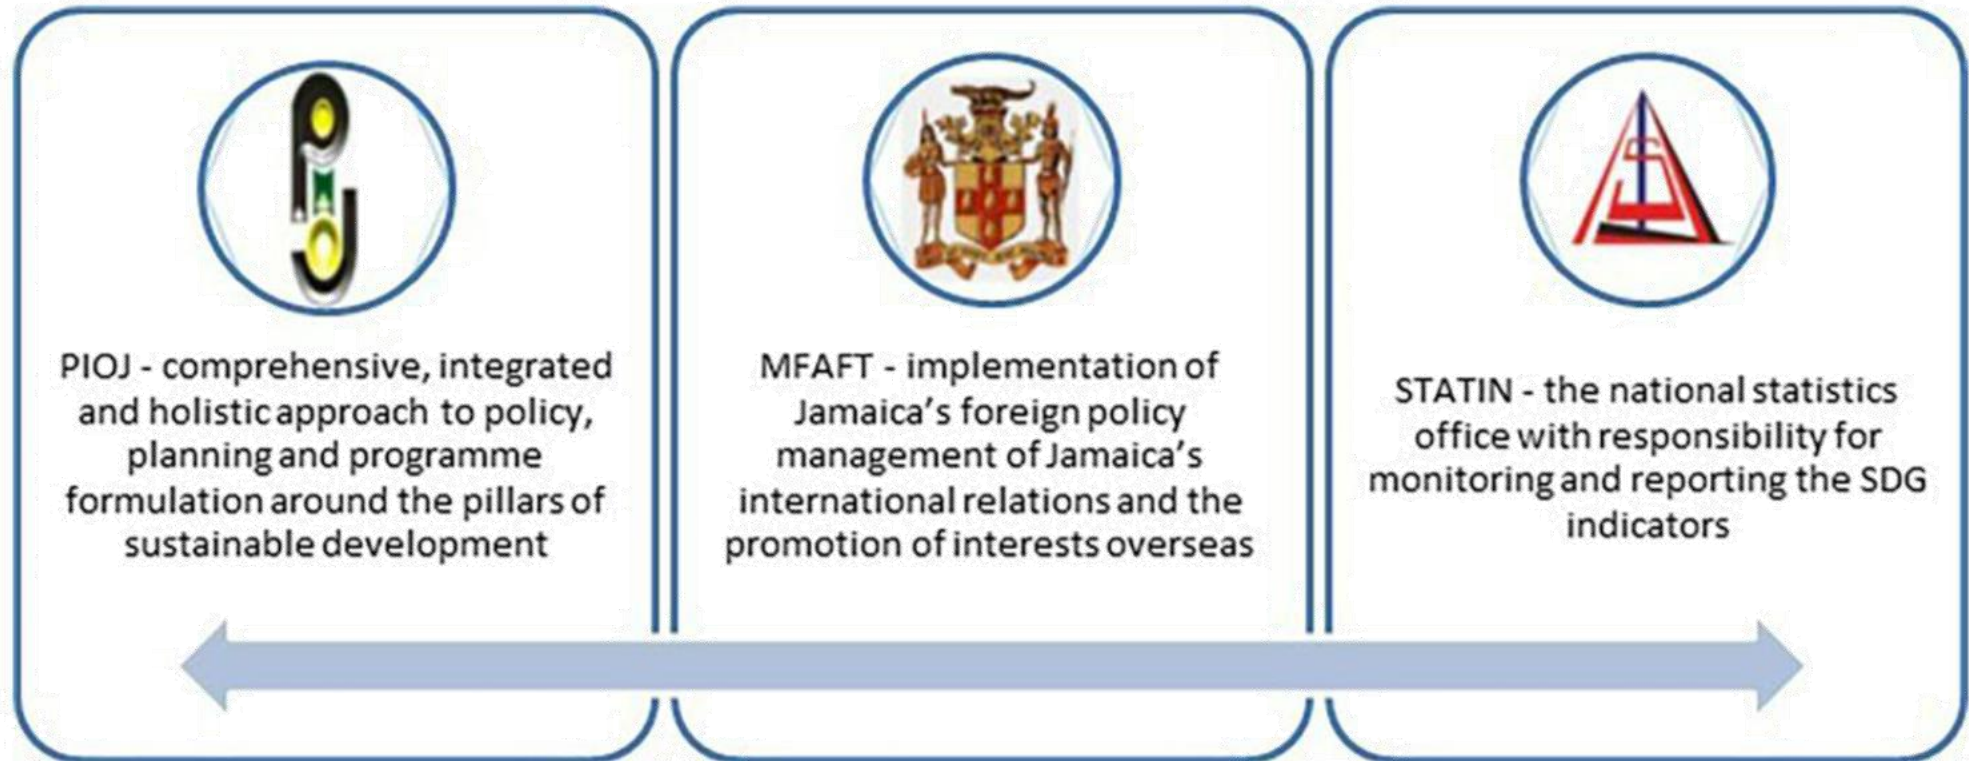 PIOJ - comprehensive, integrated
and holistic approach to policy,
planning and programme
formulation around the pillars of
sustainable development
MFAFT - implementation of
Jamaica's foreign policy
management of Jamaica's
international relations and the
promotion of interests overseas
STATIN - the national statistics
office with responsibility for
monitoring and reporting the SDG
indicators